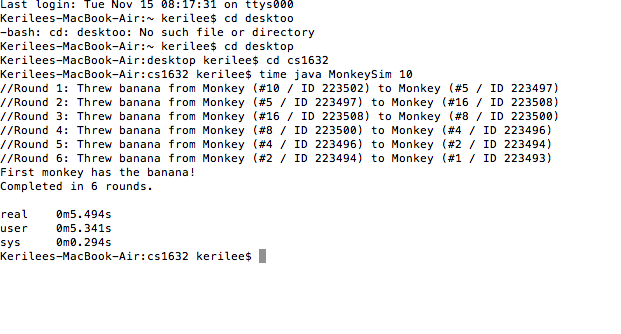 Last login: Tue Nov 15 08:17:31 on ttys000
Kerilees-MacBook-Air:~ kerilee$ cd desktoo
-bash: cd: desktoo: No such file or directory
Kerilees-MacBook-Air:~ kerilee$ cd desktop
Kerilees-MacBook-Air:desktop kerilee$ cd cs1632
Kerilees-MacBook-Air:cs1632 kerilee$ time java MonkeySim 10
//Round 1: Threw banana from Monkey (#10 / ID 223502) to Monkey (#5 / ID 223497)
//Round 2: Threw banana from Monkey (#5 / ID 223497) to Monkey (#16 / ID 223508)
//Round 3: Threw banana from Monkey (#16 / ID 223508) to Monkey (#8 / ID 223500)
//Round 4: Threw banana from Monkey (#8 / ID 223500) to Monkey (#4 / ID 223496)
//Round 5: Threw banana from Monkey (#4 / ID 223496) to Monkey (#2 / ID 223494)
//Round 6: Threw banana from Monkey (#2 / ID 223494) to Monkey (#1 / ID 223493)
First monkey has the banana!
Completed in 6 rounds.
real 0m5.494s
user 0m5.341s
sys 0m0.294s
Kerilees-MacBook-Air:cs1632 kerilee$